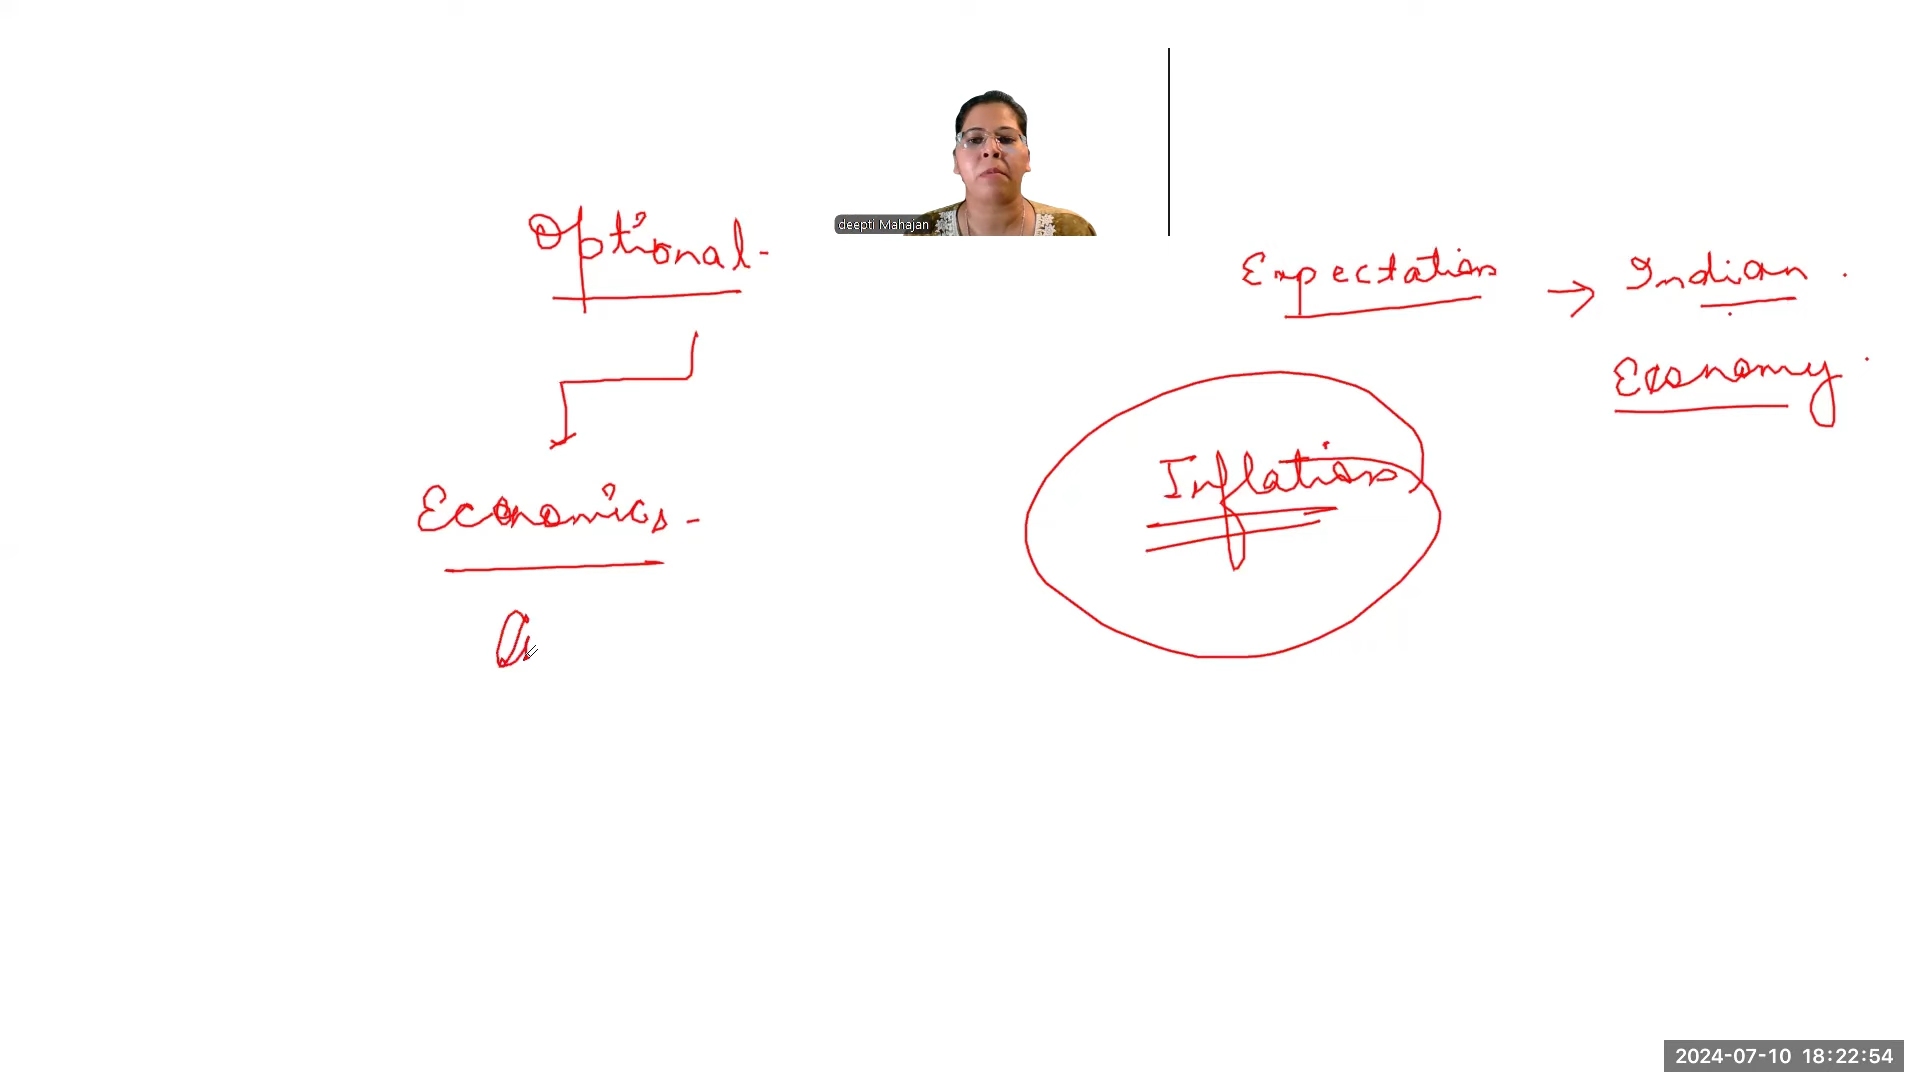 deepti Mahajan
Optional -
Expectation → Indian.
Economy.
Inflation
Economics -
2024-07-10 18:22:54